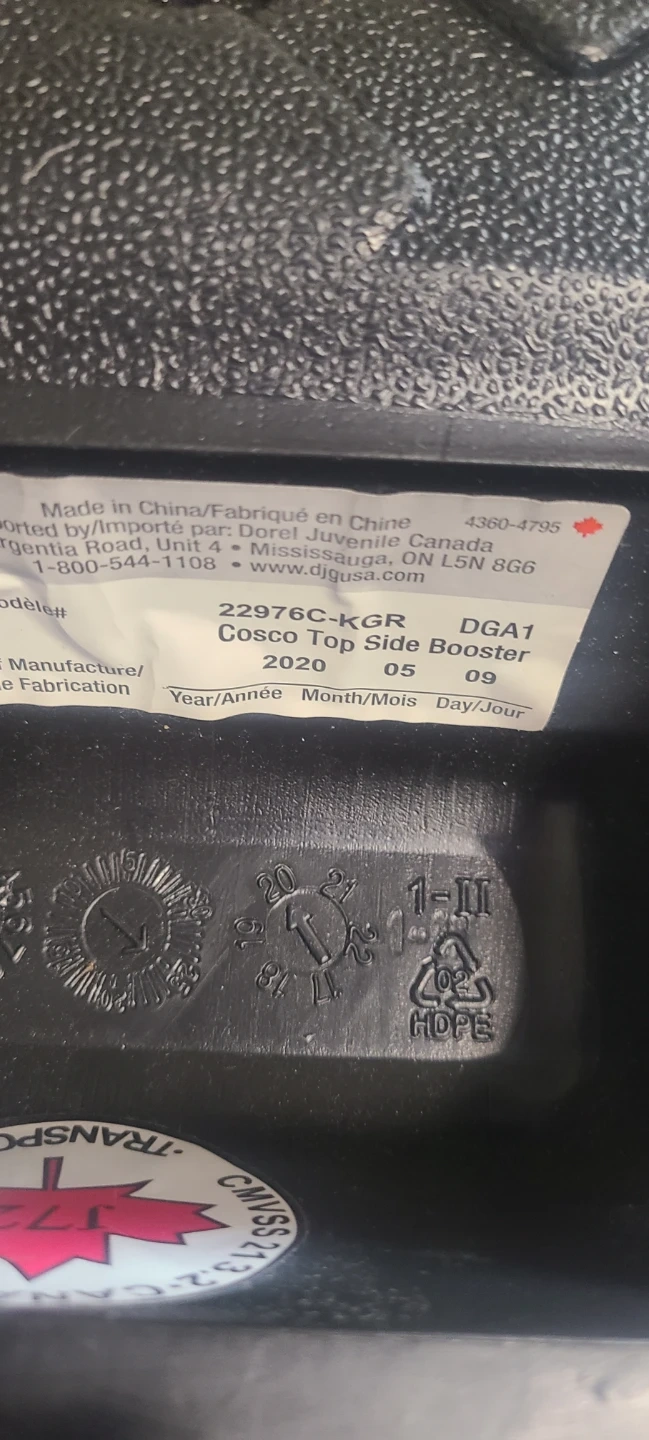 Made in China/Fabriqué en Chine 4360-4795
orted by/Importé par: Dorel Juvenile Canada
rgentia Road, Unit 4 • Mississauga, ON L5N 8G6
1-800-544-1108 • www.djgusa.com
odèle# 22976C-KGR DGA1
Cosco Top Side Booster
Manufacture/ 2020 05 09
e Fabrication Year/Année Month/Mois Day/Jour
20 21
19 22
18 17
1-II
02
HDPE
TRANSPO
CMVSS 213.2 · CANA
J72